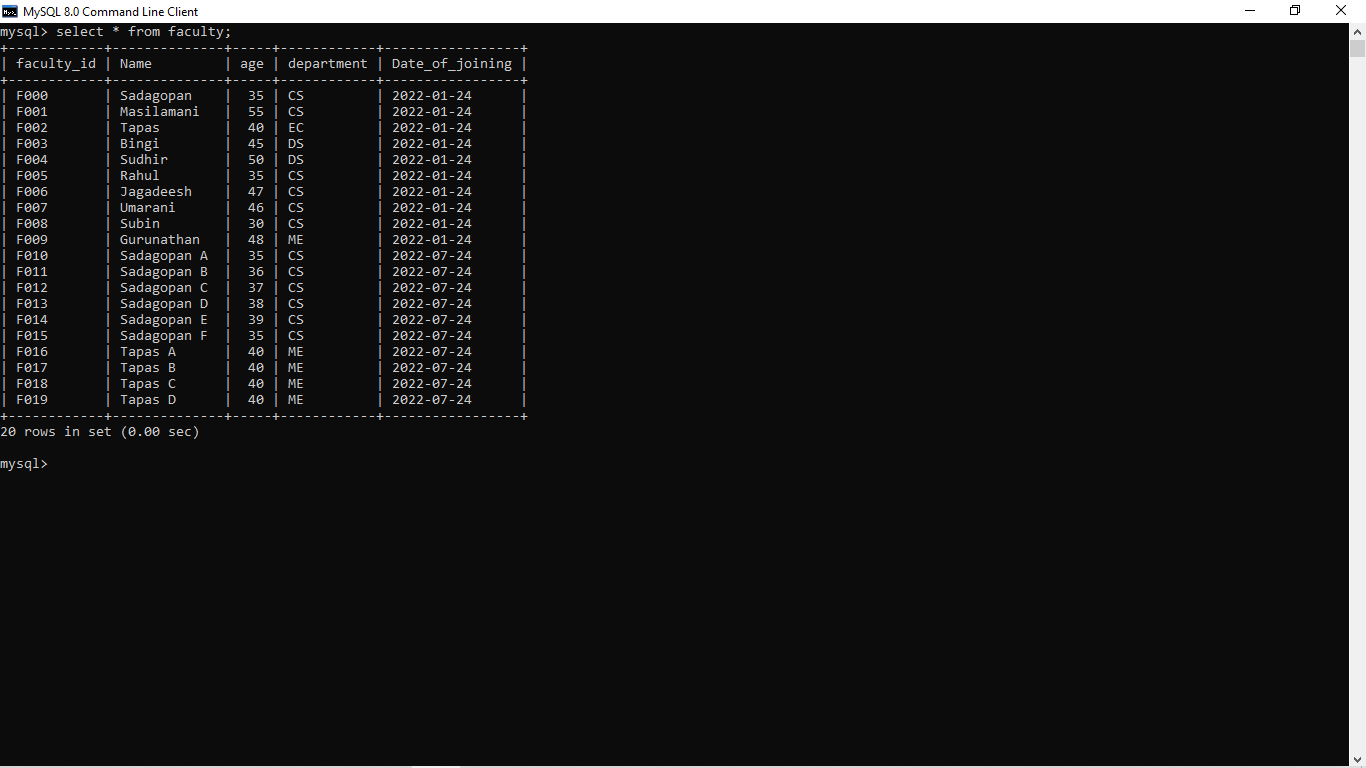 MySQL 8.0 Command Line Client
mysql> select * from faculty;
+------------+--------------+-----+------------+-----------------+
| faculty_id | Name         | age | department | Date_of_joining |
+------------+--------------+-----+------------+-----------------+
| F000       | Sadagopan    |  35 | CS         | 2022-01-24      |
| F001       | Masilamani   |  55 | CS         | 2022-01-24      |
| F002       | Tapas        |  40 | EC         | 2022-01-24      |
| F003       | Bingi        |  45 | DS         | 2022-01-24      |
| F004       | Sudhir       |  50 | DS         | 2022-01-24      |
| F005       | Rahul        |  35 | CS         | 2022-01-24      |
| F006       | Jagadeesh    |  47 | CS         | 2022-01-24      |
| F007       | Umarani      |  46 | CS         | 2022-01-24      |
| F008       | Subin        |  30 | CS         | 2022-01-24      |
| F009       | Gurunathan   |  48 | ME         | 2022-01-24      |
| F010       | Sadagopan A  |  35 | CS         | 2022-07-24      |
| F011       | Sadagopan B  |  36 | CS         | 2022-07-24      |
| F012       | Sadagopan C  |  37 | CS         | 2022-07-24      |
| F013       | Sadagopan D  |  38 | CS         | 2022-07-24      |
| F014       | Sadagopan E  |  39 | CS         | 2022-07-24      |
| F015       | Sadagopan F  |  35 | CS         | 2022-07-24      |
| F016       | Tapas A      |  40 | ME         | 2022-07-24      |
| F017       | Tapas B      |  40 | ME         | 2022-07-24      |
| F018       | Tapas C      |  40 | ME         | 2022-07-24      |
| F019       | Tapas D      |  40 | ME         | 2022-07-24      |
+------------+--------------+-----+------------+-----------------+
20 rows in set (0.00 sec)
mysql>